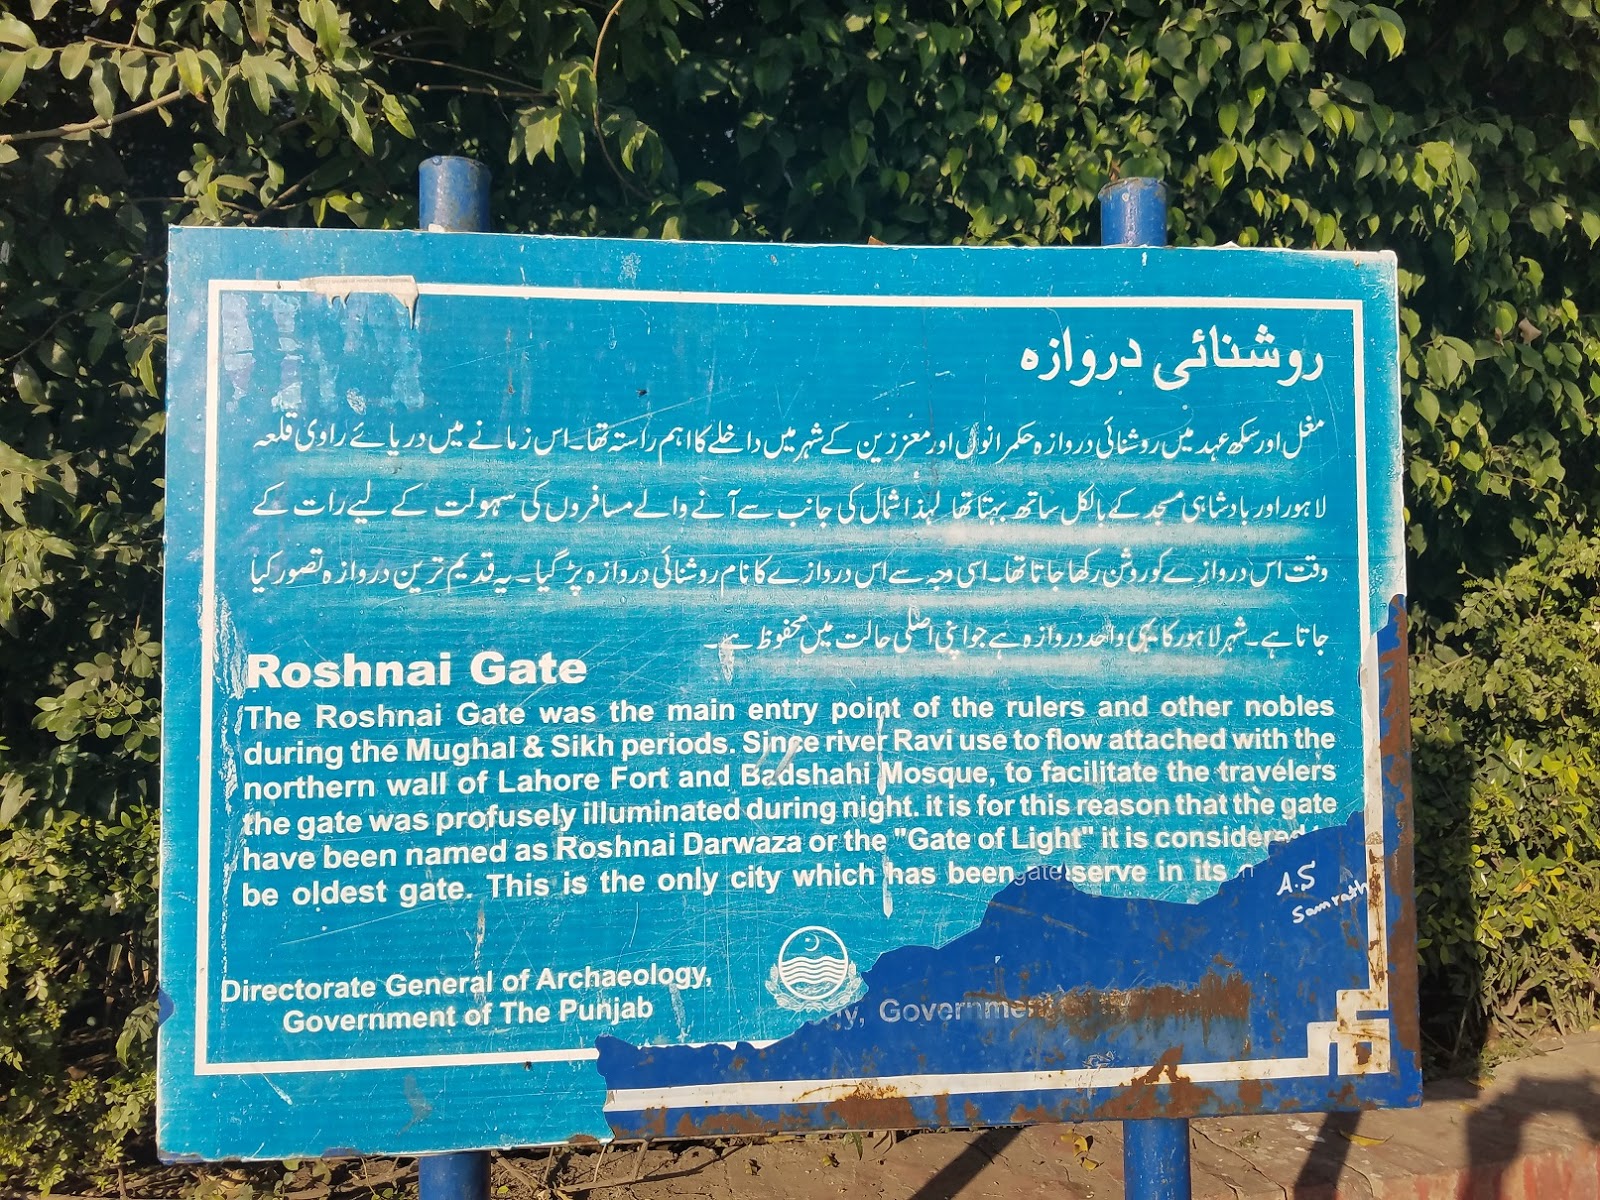 روشنائی دروازہ
مغل اور سکھ عہد میں روشنائی دروازہ حکمرانوں اور معززین کے شہر میں داخلے کا اہم راستہ تھا۔ اس زمانے میں دریائے راوی قلعہ
لاہور اور بادشاہی مسجد کے بالکل ساتھ بہتا تھا لہٰذا شمال کی جانب سے آنے والے مسافروں کی سہولت کے لیے رات کے
وقت اس دروازے کو روشن رکھا جاتا تھا۔ اسی وجہ سے اس دروازے کا نام روشنائی دروازہ پڑ گیا۔ یہ قدیم ترین دروازہ تصور کیا
جاتا ہے۔ شہر لاہور کا یہی واحد دروازہ ہے جو اپنی اصلی حالت میں محفوظ ہے۔
Roshnai Gate
The Roshnai Gate was the main entry point of the rulers and other nobles
during the Mughal & Sikh periods. Since river Ravi use to flow attached with the
northern wall of Lahore Fort and Badshahi Mosque, to facilitate the travelers
the gate was profusely illuminated during night. it is for this reason that the gate
have been named as Roshnai Darwaza or the "Gate of Light" it is considered
be oldest gate. This is the only city which has been gate serve in its
A.S
Samrath
Directorate General of Archaeology,
Government of The Punjab
gy, Government